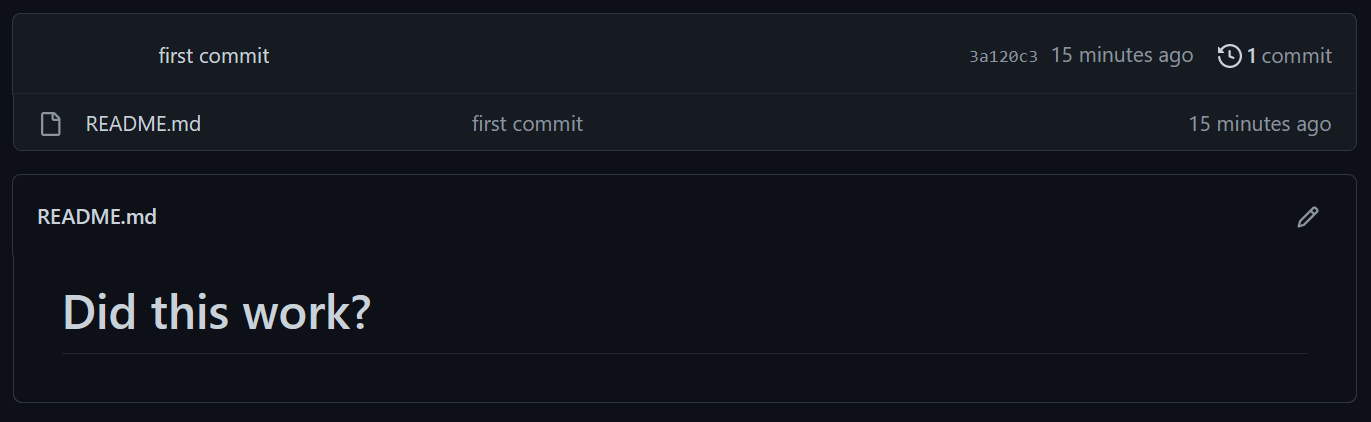 first commit 3a120c3 15 minutes ago 1 commit
README.md first commit 15 minutes ago
README.md
Did this work?